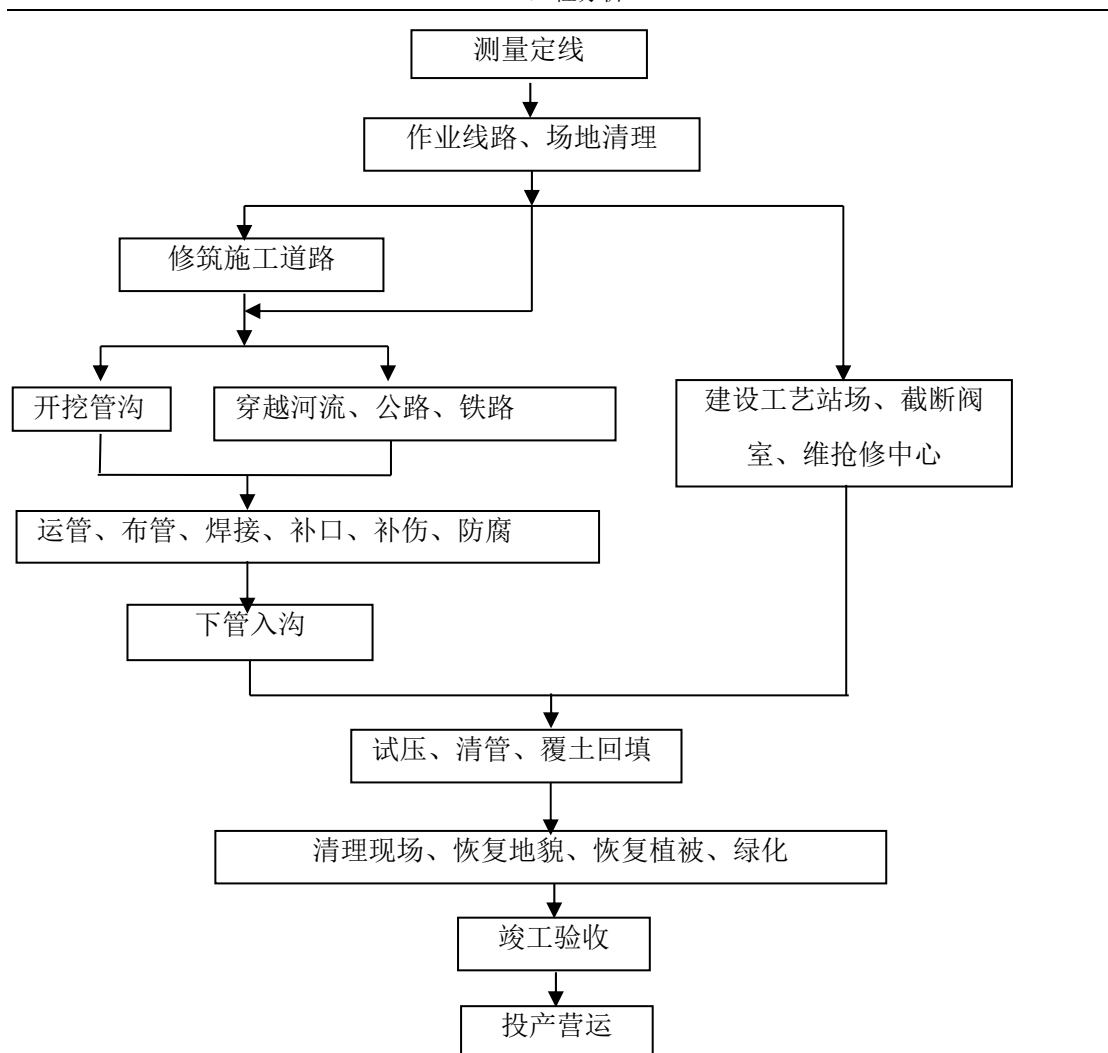 测量定线
作业线路、场地清理
修筑施工道路
开挖管沟
穿越河流、公路、铁路
建设工艺站场、截断阀
室、维抢修中心
运管、布管、焊接、补口、补伤、防腐
下管入沟
试压、清管、覆土回填
清理现场、恢复地貌、恢复植被、绿化
竣工验收
投产营运